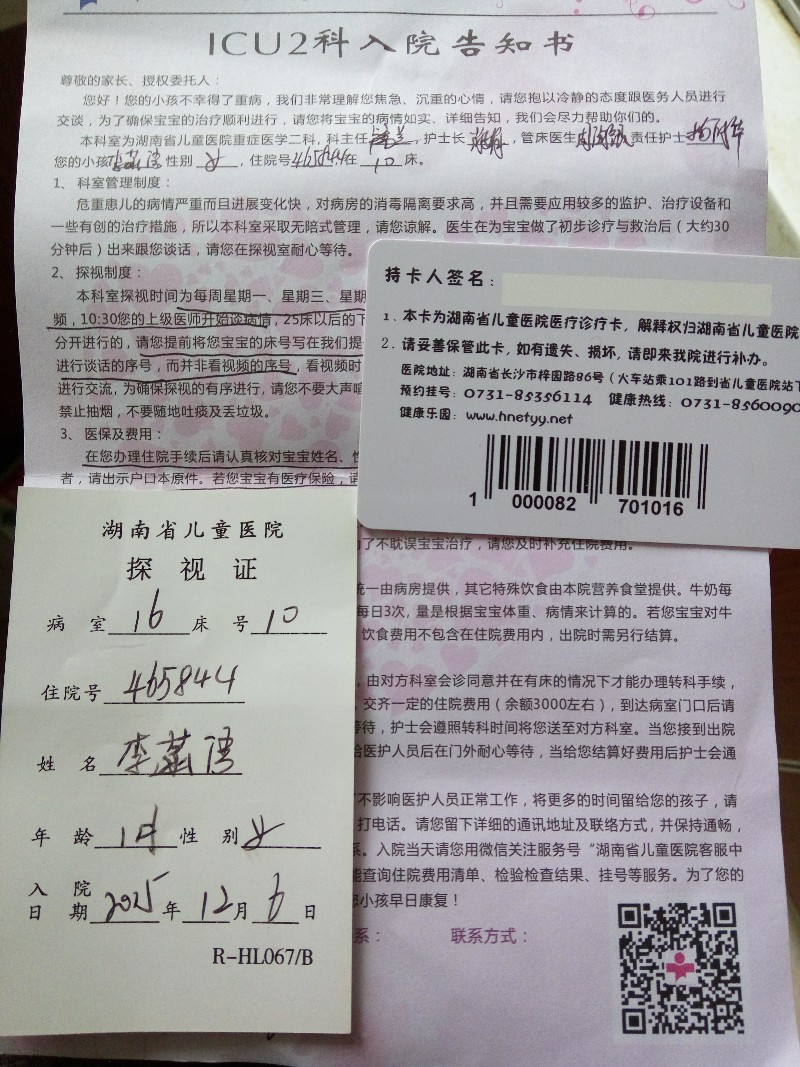 ICU2科入院告知书
尊敬的家长、授权委托人：
您好！您的小孩不幸得了重病，我们非常理解您焦急、沉重的心情，请您抱以冷静的态度跟医务人员进行
交谈，为了确保宝宝的治疗顺利进行，请您将宝宝的病情如实、详细告知，我们会尽力帮助你们的。
本科室为湖南省儿童医院重症医学二科，科主任 护士长 ，管床医生 责任护士
您的小孩 性别 女 ，住院号465844在 10 床。
1、 科室管理制度：
危重患儿的病情严重而且进展变化快，对病房的消毒隔离要求高，并且需要应用较多的监护、治疗设备和
一些有创的治疗措施，所以本科室采取无陪式管理，请您谅解。医生在为宝宝做了初步诊疗与救治后（大约30
分钟后）出来跟您谈话，请您在探视室耐心等待。
2、 探视制度：
本科室探视时间为每周星期一、星期三、星期
频，10:30您的上级医师开始谈病情，25床以后的下
分开进行的，请您提前将您的床号写在我们提
进行谈话的序号，而并非看视频的序号，看视频时
进行交流，为确保探视的有序进行，请您不要大声喧
禁止抽烟，不要随地吐痰及丢垃圾。
3、 医保及费用：
在您办理住院手续后请认真核对宝宝姓名、性
者，请出示户口本原件。若您宝宝有医疗保险，请
了不耽误宝宝治疗，请您及时补充住院费用。
统一由病房提供，其它特殊饮食由本院营养食堂提供。牛奶每
每日3次，量是根据宝宝体重、病情来计算的。若您宝宝对牛
饮食费用不包含在住院费用内，出院时需另行结算。
，由对方科室会诊同意并在有床的情况下才能办理转科手续，
交齐一定的住院费用（余额3000左右），到达病室门口后请
等待，护士会遵照转科时间将您送至对方科室。当您接到出院
给医护人员后在门外耐心等待，当给您结算好费用后护士会通
了不影响医护人员正常工作，将更多的时间留给您的孩子，请
打电话。请您留下详细的通讯地址及联络方式，并保持通畅，
系。入院当天请您用微信关注服务号“湖南省儿童医院客服中
能查询住院费用清单、检验检查结果、挂号等服务。为了您的
您小孩早日康复！
系： 联系方式：
持卡人签名：
1、本卡为湖南省儿童医院医疗诊疗卡，解释权归湖南省儿童医院
2、请妥善保管此卡，如有遗失、损坏，请即来我院进行补办。
医院地址：湖南省长沙市梓园路86号（火车站乘101路到省儿童医院站下
预约挂号：0731-85356114 健康热线：0731-8560090
健康乐园：www.hnetyy.net
1 000082 701016
湖南省儿童医院
探 视 证
病 室 16 床 号 10
住院号 465844
姓 名 李 语
年 龄 性 别 女
入 院
日 期 2015 年 12 月 6 日
R-HL067/B